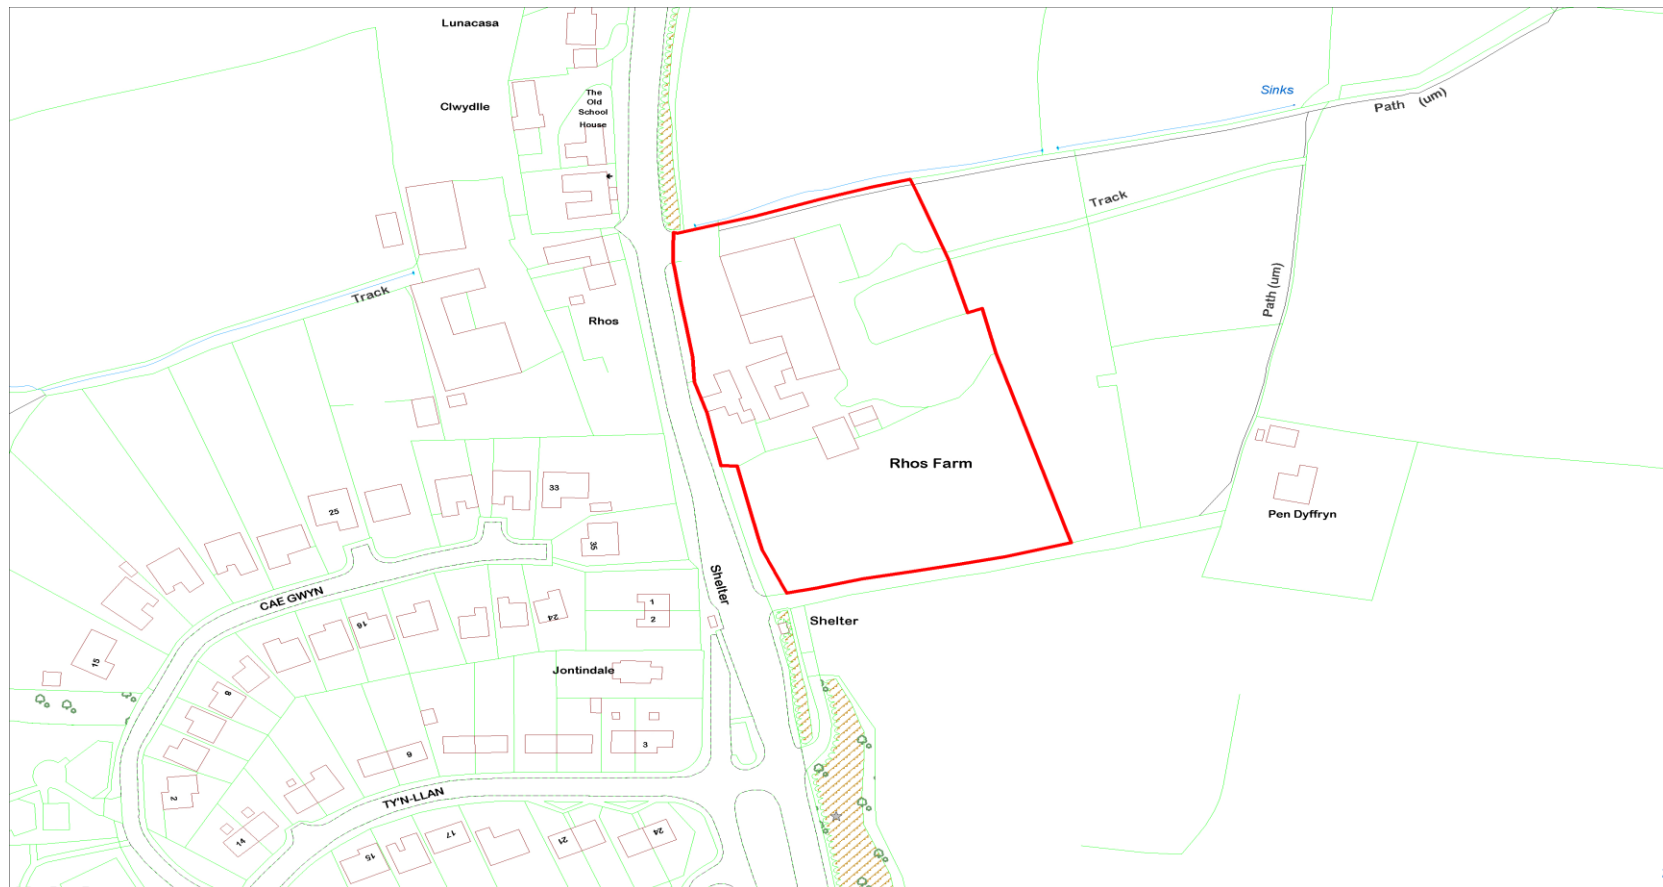 Lunacasa
Clwydlle
The
Old
School
House
Sinks
Path (um)
Track
Track
Path (um)
Rhos
Rhos Farm
33
25
35
Pen Dyffryn
Shelter
CAE GWYN
1
2
24
16
Shelter
15
Jontindale
8
3
9
2
TY'N-LLAN
14
17
21
24
15